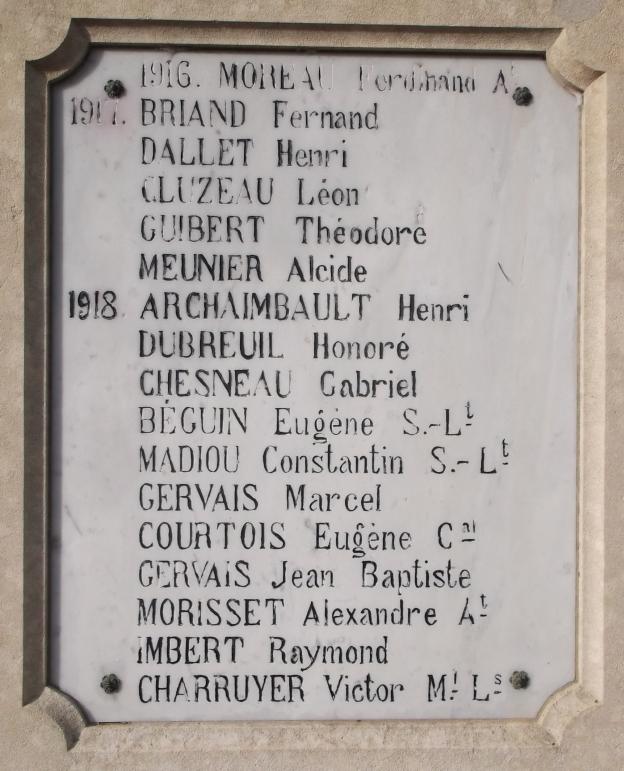 1916. MOREAU Ferdinand At
1917. BRIAND Fernand
DALLET Henri
CLUZEAU Léon
GUIBERT Théodore
MEUNIER Alcide
1918. ARCHAIMBAULT Henri
DUBREUIL Honoré
CHESNEAU Gabriel
BÉGUIN Eugène S.-Lt
MADIOU Constantin S.-Lt
GERVAIS Marcel
COURTOIS Eugène Cal
GERVAIS Jean Baptiste
MORISSET Alexandre At
IMBERT Raymond
CHARRUYER Victor Ml Ls